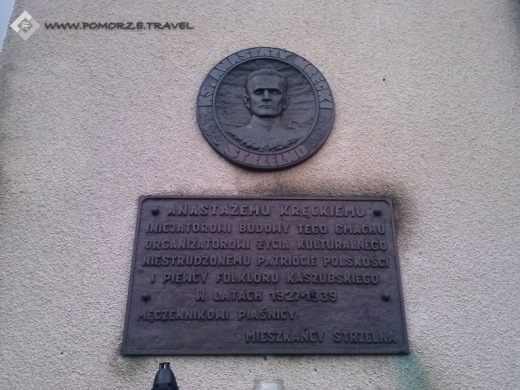 WWW.POMORZE.TRAVEL
ANASTAZEMU KRĘCKIEMU
INICJATOROWI BUDOWY TEGO GMACHU
ORGANIZATOROWI ŻYCIA KULTURALNEGO
NIESTRUDZONEMU PATRIOCIE POLSKOŚCI
I PIEWCY FOLKLORU KASZUBSKIEGO
W LATACH 1927-1939
MĘCZENNIKOWI PIAŚNICY
MIESZKAŃCY STRZELNA